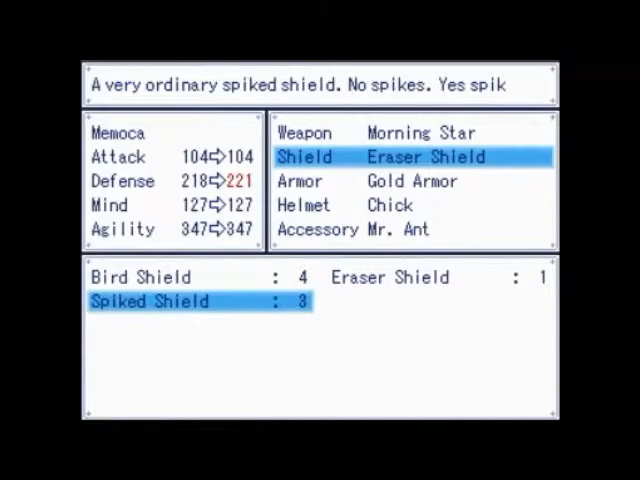 A very ordinary spiked shield. No spikes. Yes spik
Memoca
Attack 104⇨104
Defense 218⇨221
Mind 127⇨127
Agility 347⇨347
Weapon Morning Star
Shield Eraser Shield
Armor Gold Armor
Helmet Chick
Accessory Mr. Ant
Bird Shield : 4 Eraser Shield : 1
Spiked Shield : 3